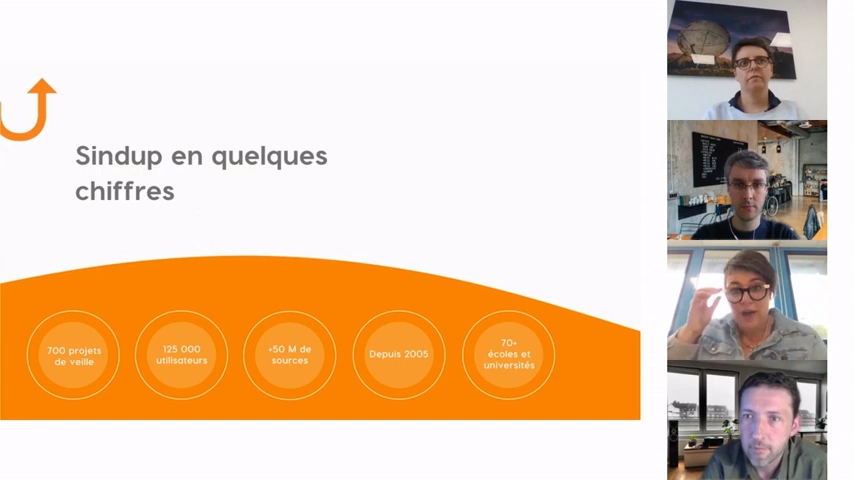 Sindup en quelques
chiffres
700 projets
de veille
125 000
utilisateurs
+50 M de
sources
Depuis 2005
70+
écoles et
universités